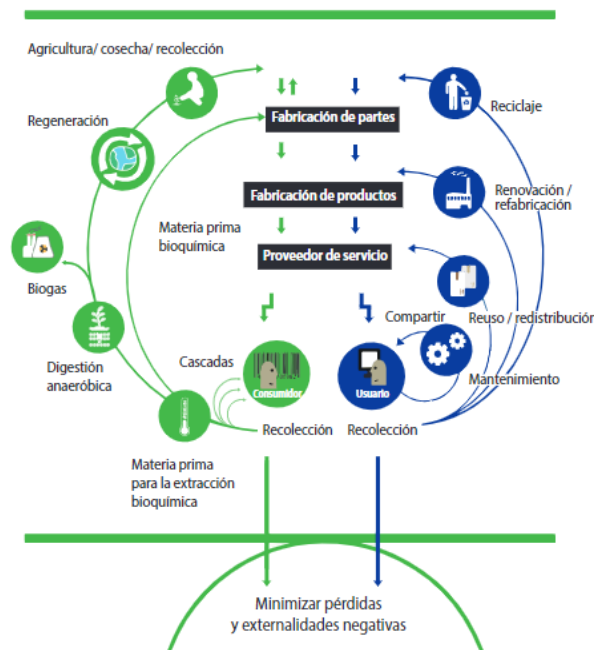 Agricultura/ cosecha/ recolección
Reciclaje
Fabricación de partes
Regeneración
Renovación /
refabricación
Fabricación de productos
Materia prima
bioquímica
Proveedor de servicio
Biogas
Compartir
Reuso / redistribución
Digestión
anaeróbica
Cascadas
Mantenimiento
Consumidor
Usuario
Recolección
Recolección
Materia prima
para la extracción
bioquímica
Minimizar pérdidas
y externalidades negativas